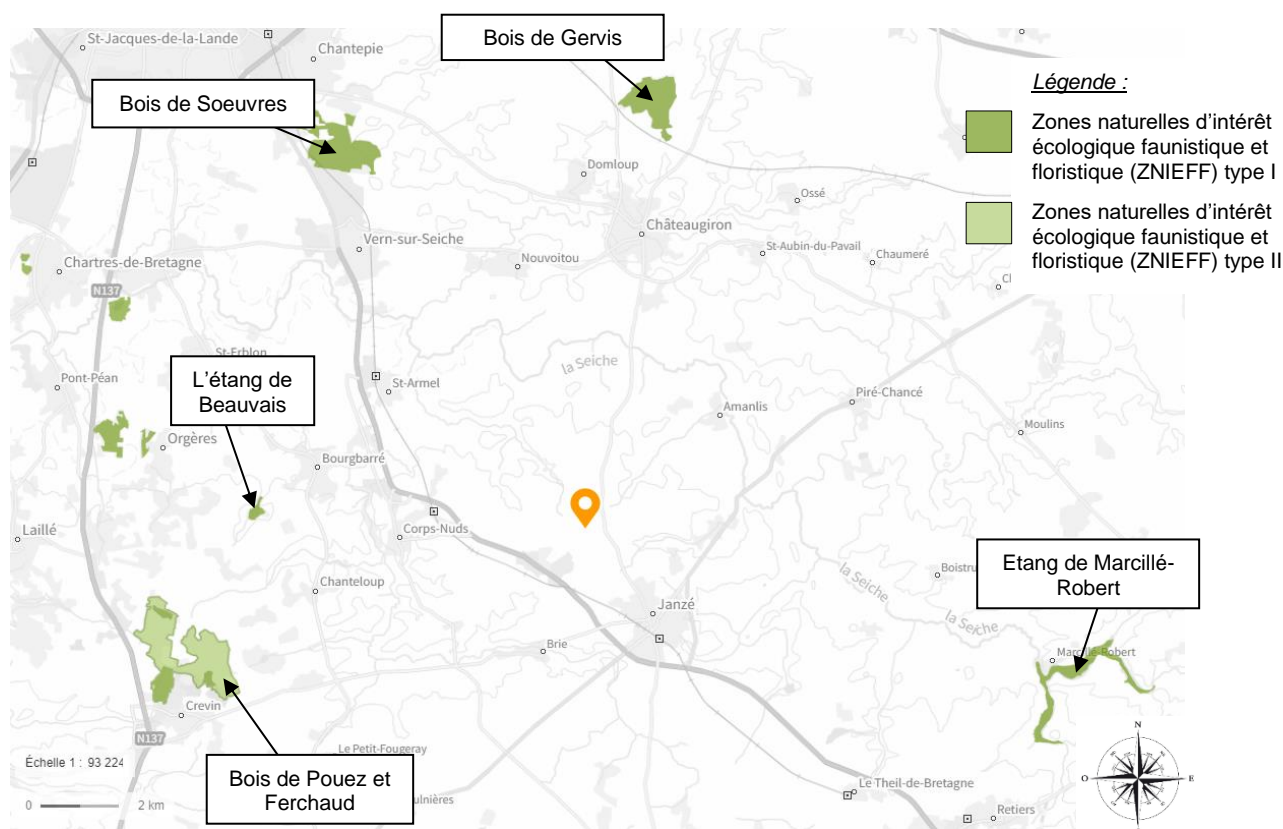 Bois de Gervis
St-Jacques-de-la-Lande
Chantepie
Légende :
Bois de Soeuvres
Zones naturelles d'intérêt
écologique faunistique et
floristique (ZNIEFF) type I
Domloup
Ossé
Zones naturelles d'intérêt
écologique faunistique et
floristique (ZNIEFF) type II
Châteaugiron
Vern-sur-Seiche
St-Aubin-du-Pavail
Chaumeré
Nouvoitou
Chartres-de-Bretagne
N137
la Seiche
St-Erblon
L'étang de
Beauvais
Pont-Péan
St-Armel
Amanlis
Piré-Chancé
Moulins
Orgères
Bourgbarré
Laillé
Corps-Nuds
Chanteloup
Boistru
la Seiche
Etang de Marcillé-
Robert
Janzé
la Seiche
Brie
Marcillé-Robert
Crevin
N137
Le Petit-Fougeray
Échelle 1 : 93 224
Bois de Pouez et
Ferchaud
ulnières
0 2 km
Le Theil-de-Bretagne
Retiers
N
O E
S